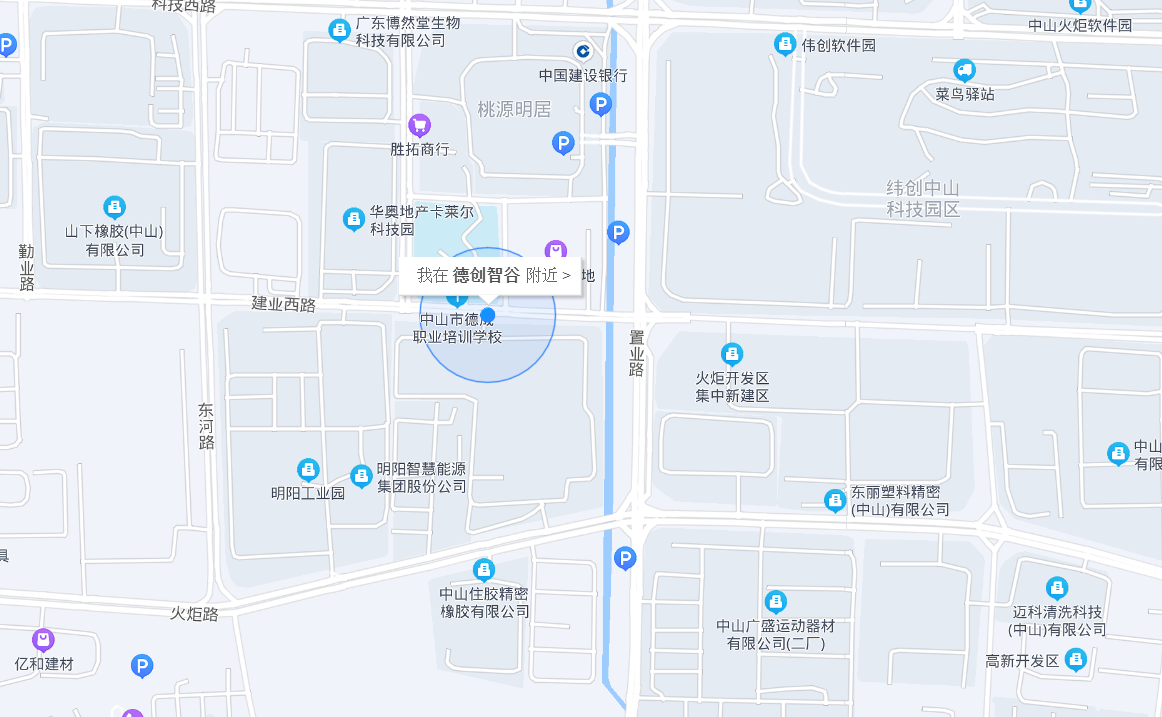 科技西路
广东博然堂生物
科技有限公司
中山火炬软件园
伟创软件园
P
中国建设银行
菜鸟驿站
P
桃源明居
胜拓商行
P
纬创中山
科技园区
华奥地产卡莱尔
科技园
山下橡胶(中山)
有限公司
P
勤业路
我在 德创智谷 附近 >
地
建业西路
中山市德成
职业培训学校
置业路
火炬开发区
集中新建区
东河路
中山
有限
明阳智慧能源
集团股份公司
明阳工业园
东丽塑料精密
(中山)有限公司
具
P
中山住胶精密
橡胶有限公司
火炬路
迈科清洗科技
(中山)有限公司
中山广盛运动器材
有限公司(二厂)
亿和建材
P
高新开发区